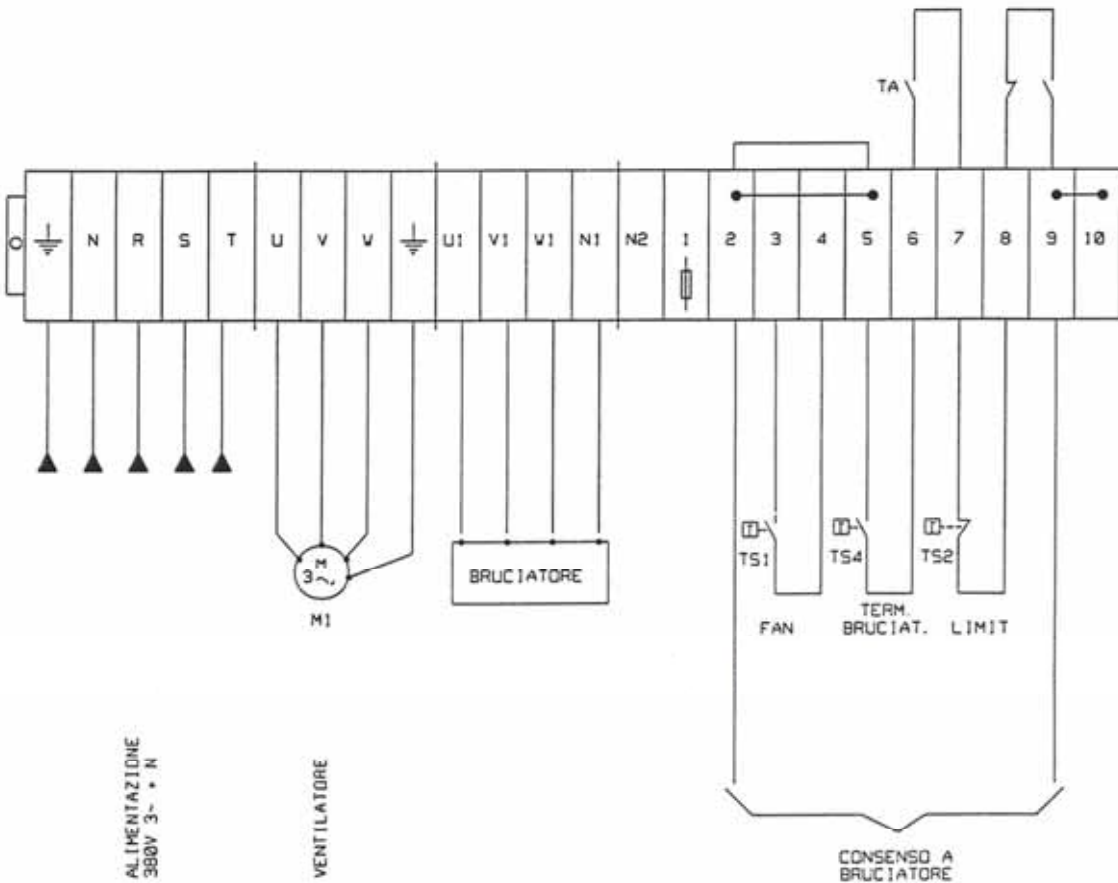 TA
N R S T U V W U1 V1 W1 N1 N2 1 2 3 4 5 6 7 8 9 10
M
3~
M1
BRUCIATORE
T
TS1
FAN
T
TS4
TERM.
BRUCIAT.
T
TS2
LIMIT
ALIMENTAZIONE
380V 3~ + N
VENTILATORE
CONSENSO A
BRUCIATORE